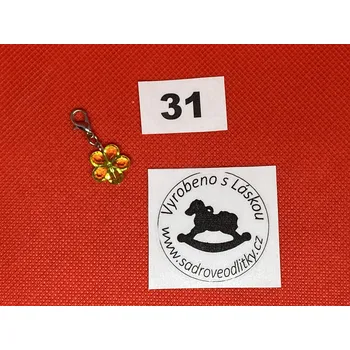 31
Vyrobeno s Láskou
www.sadroveodlitky.cz